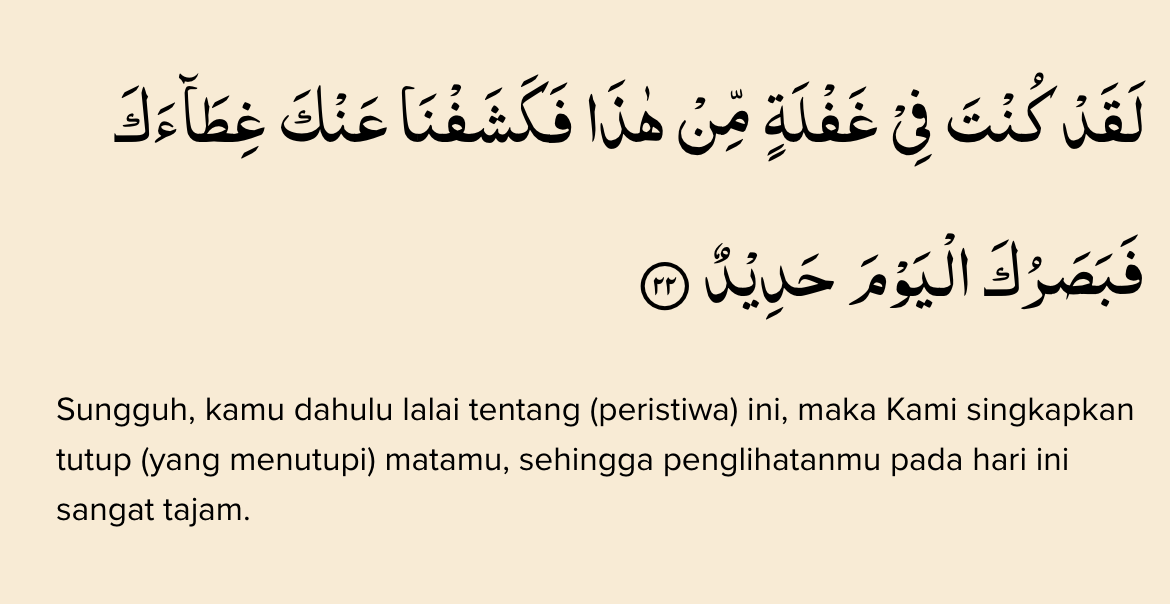 لَقَدْ كُنْتَ فِيْ غَفْلَةٍ مِّنْ هٰذَا فَكَشَفْنَا عَنْكَ غِطَاۤءَكَ
فَبَصَرُكَ الْيَوْمَ حَدِيْدٌ ٢٢
Sungguh, kamu dahulu lalai tentang (peristiwa) ini, maka Kami singkapkan
tutup (yang menutupi) matamu, sehingga penglihatanmu pada hari ini
sangat tajam.